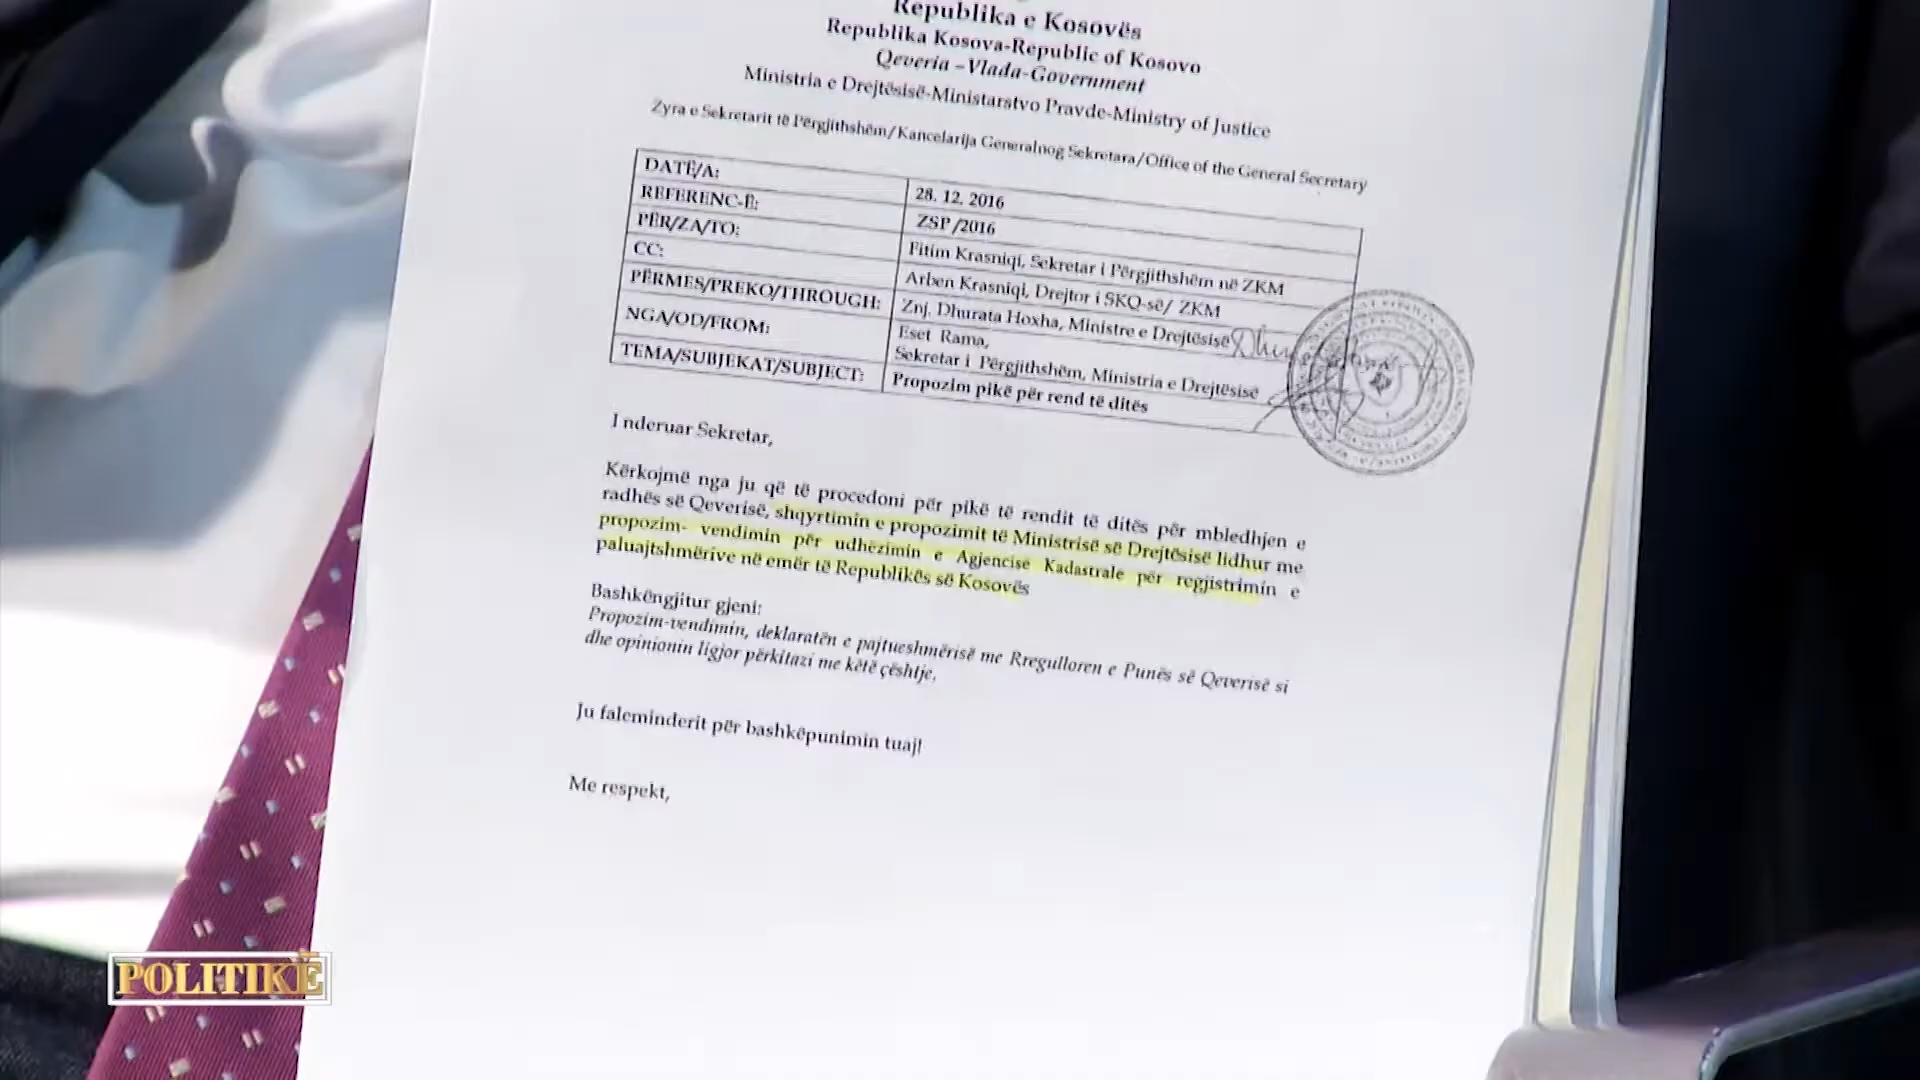 Republika e Kosovës
Republika Kosova-Republic of Kosovo
Qeveria –Vlada-Government
Ministria e Drejtësisë-Ministarstvo Pravde-Ministry of Justice
Zyra e Sekretarit të Përgjithshëm/Kancelarija Generalnog Sekretara/Office of the General Secretary
DATË/A: 28. 12. 2016
REFERENC-Ë: ZSP /2016
PËR/ZA/TO: Fitim Krasniqi, Sekretar i Përgjithshëm në ZKM
CC: Arben Krasniqi, Drejtor i SKQ-së/ ZKM
PËRMES/PREKO/THROUGH: Znj. Dhurata Hoxha, Ministre e Drejtësisë
NGA/OD/FROM: Eset Rama,
Sekretar i Përgjithshëm, Ministria e Drejtësisë
TEMA/SUBJEKAT/SUBJECT: Propozim pikë për rend të ditës
I nderuar Sekretar,
Kërkojmë nga ju që të procedoni për pikë të rendit të ditës për mbledhjen e
radhës së Qeverisë, shqyrtimin e propozimit të Ministrisë së Drejtësisë lidhur me
propozim- vendimin për udhëzimin e Agjencisë Kadastrale për regjistrimin e
paluajtshmërive në emër të Republikës së Kosovës
Bashkëngjitur gjeni:
Propozim-vendimin, deklaratën e pajtueshmërisë me Rregulloren e Punës së Qeverisë si
dhe opinionin ligjor përkitazi me këtë çështje.
Ju faleminderit për bashkëpunimin tuaj!
Me respekt,
POLITIKË